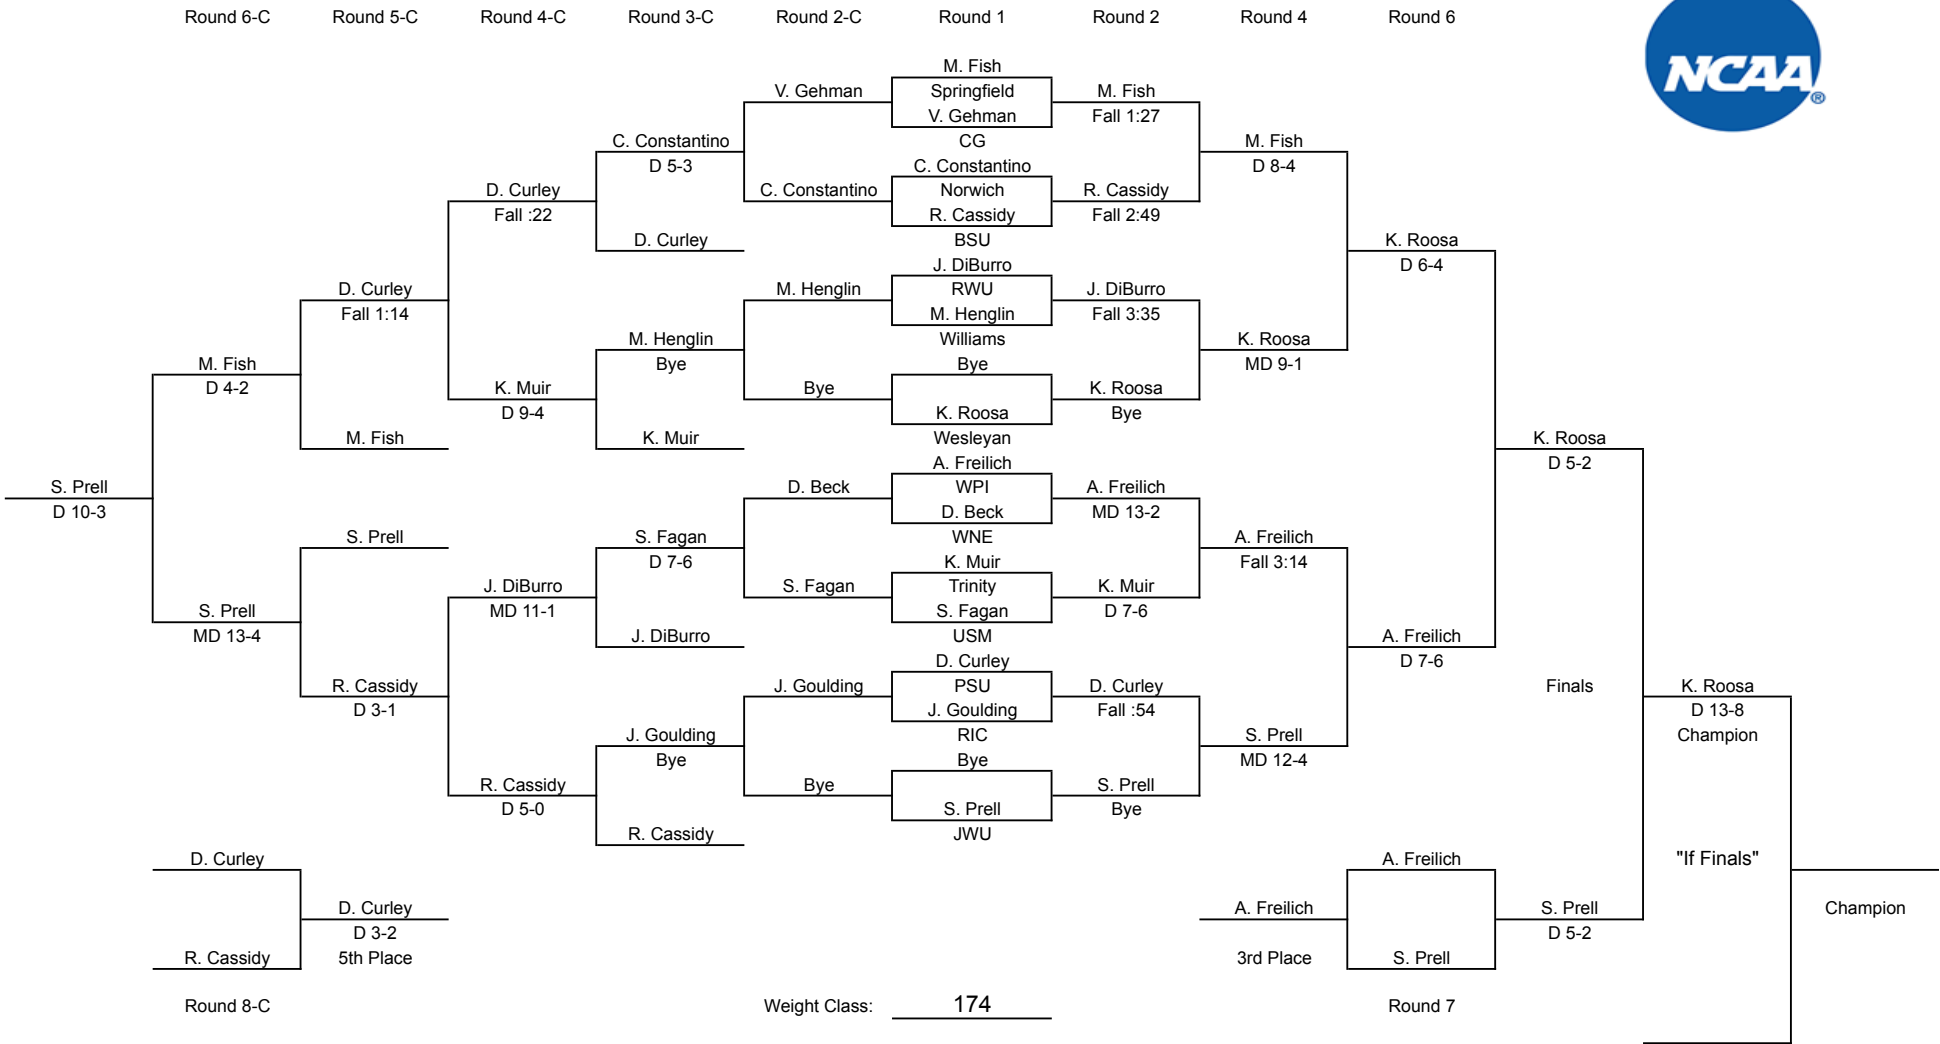 Round 6-C Round 5-C Round 4-C Round 3-C Round 2-C Round 1 Round 2 Round 4 Round 6
NCAA®
M. Fish
V. Gehman Springfield M. Fish
V. Gehman Fall 1:27
C. Constantino CG M. Fish
D 5-3 C. Constantino D 8-4
D. Curley C. Constantino Norwich R. Cassidy
Fall :22 R. Cassidy Fall 2:49
D. Curley BSU K. Roosa
J. DiBurro D 6-4
D. Curley M. Henglin RWU J. DiBurro
Fall 1:14 M. Henglin Fall 3:35
M. Henglin Williams K. Roosa
M. Fish Bye Bye MD 9-1
D 4-2 K. Muir Bye K. Roosa
D 9-4 K. Roosa Bye
M. Fish K. Muir Wesleyan K. Roosa
A. Freilich D 5-2
S. Prell D. Beck WPI A. Freilich
D 10-3 D. Beck MD 13-2
S. Prell S. Fagan WNE A. Freilich
D 7-6 K. Muir Fall 3:14
J. DiBurro S. Fagan Trinity K. Muir
S. Prell MD 11-1 S. Fagan D 7-6
MD 13-4 J. DiBurro USM A. Freilich
D. Curley D 7-6
R. Cassidy J. Goulding PSU D. Curley Finals K. Roosa
D 3-1 J. Goulding Fall :54 D 13-8
J. Goulding RIC S. Prell Champion
Bye Bye MD 12-4
R. Cassidy Bye S. Prell
D 5-0 S. Prell Bye
R. Cassidy JWU
D. Curley A. Freilich "If Finals"
D. Curley A. Freilich S. Prell Champion
D 3-2 D 5-2
R. Cassidy 5th Place 3rd Place S. Prell
Round 8-C Weight Class: 174 Round 7